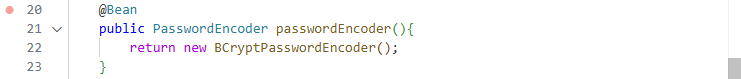 20 @Bean
21 public PasswordEncoder passwordEncoder(){
22 return new BCryptPasswordEncoder();
23 }